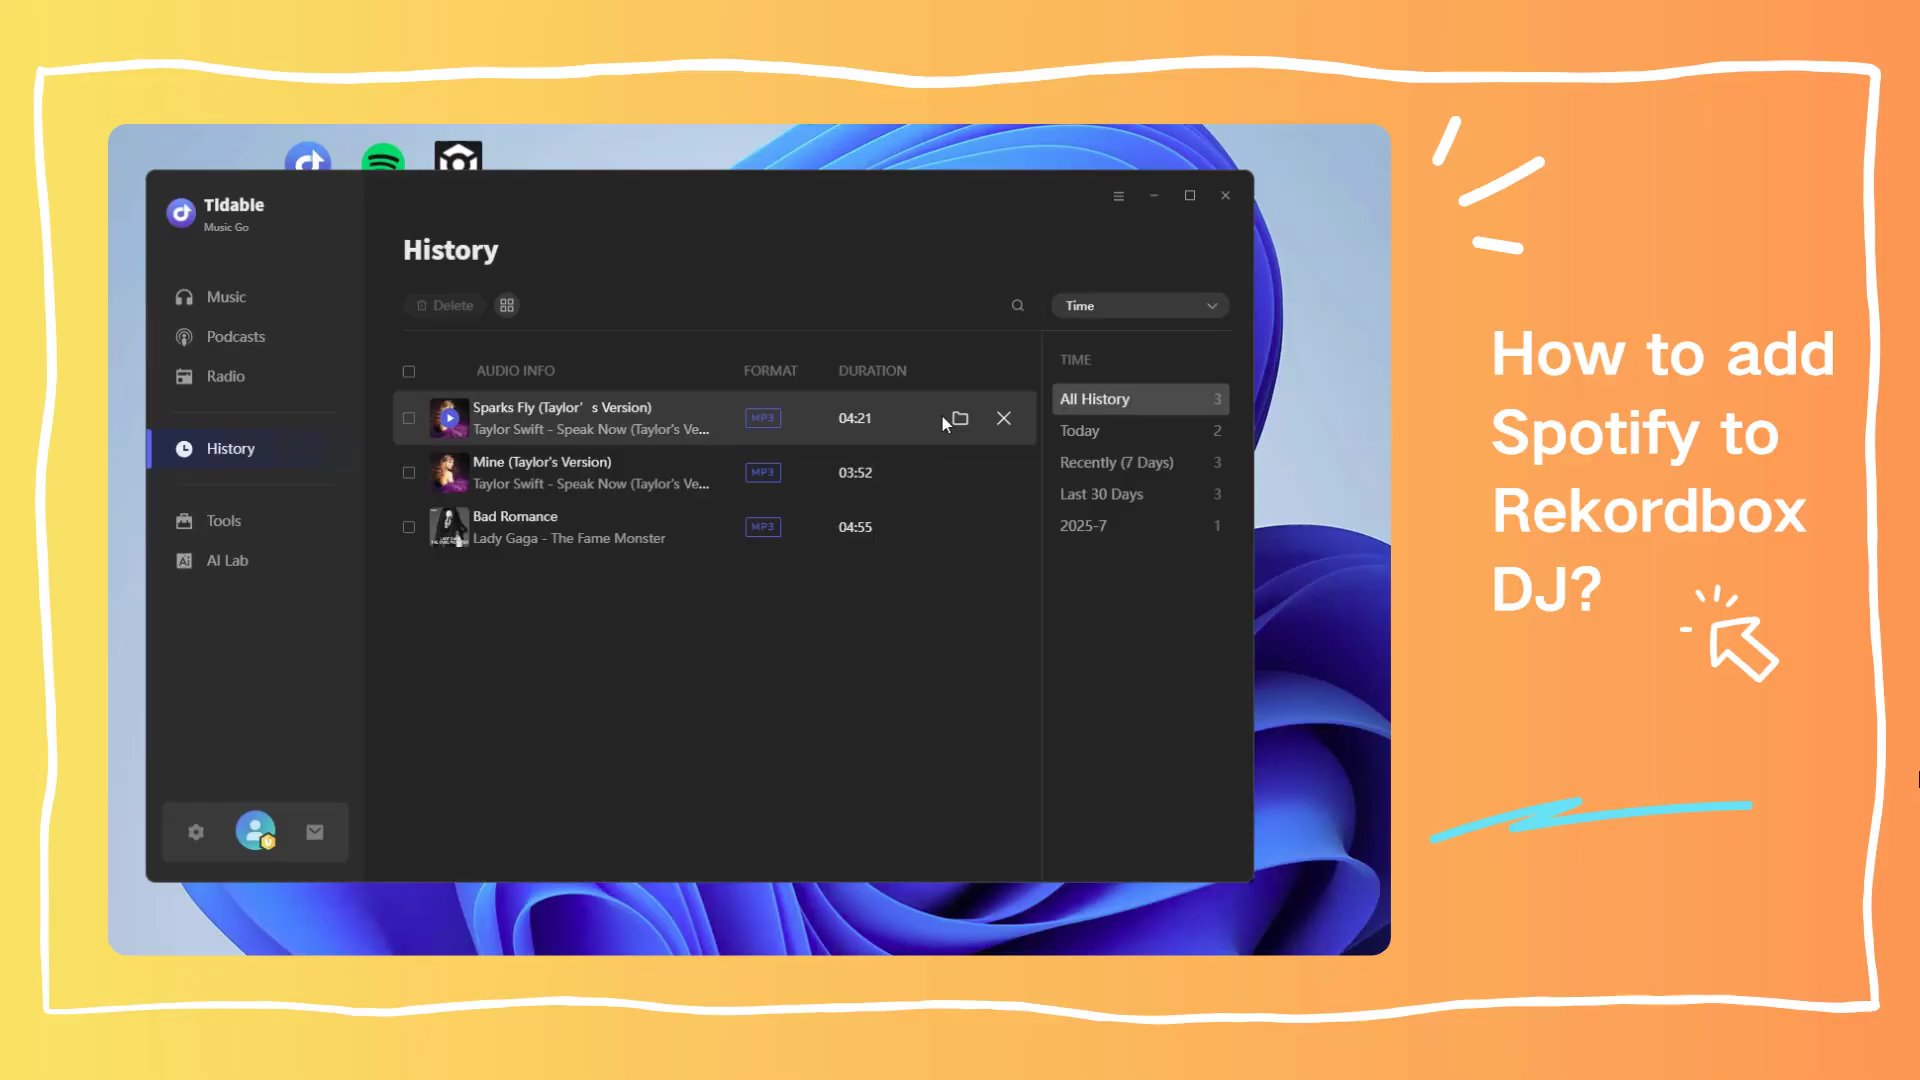 Tidable
Music Go
Music
Podcasts
Radio
History
Tools
AI Lab
History
Delete
Time
AUDIO INFO
FORMAT
DURATION
Sparks Fly (Taylor’s Version)
Taylor Swift - Speak Now (Taylor's Ve...
MP3
04:21
Mine (Taylor's Version)
Taylor Swift - Speak Now (Taylor's Ve...
MP3
03:52
Bad Romance
Lady Gaga - The Fame Monster
MP3
04:55
TIME
All History 3
Today 2
Recently (7 Days) 3
Last 30 Days 3
2025-7 1
How to add
Spotify to
Rekordbox
DJ?